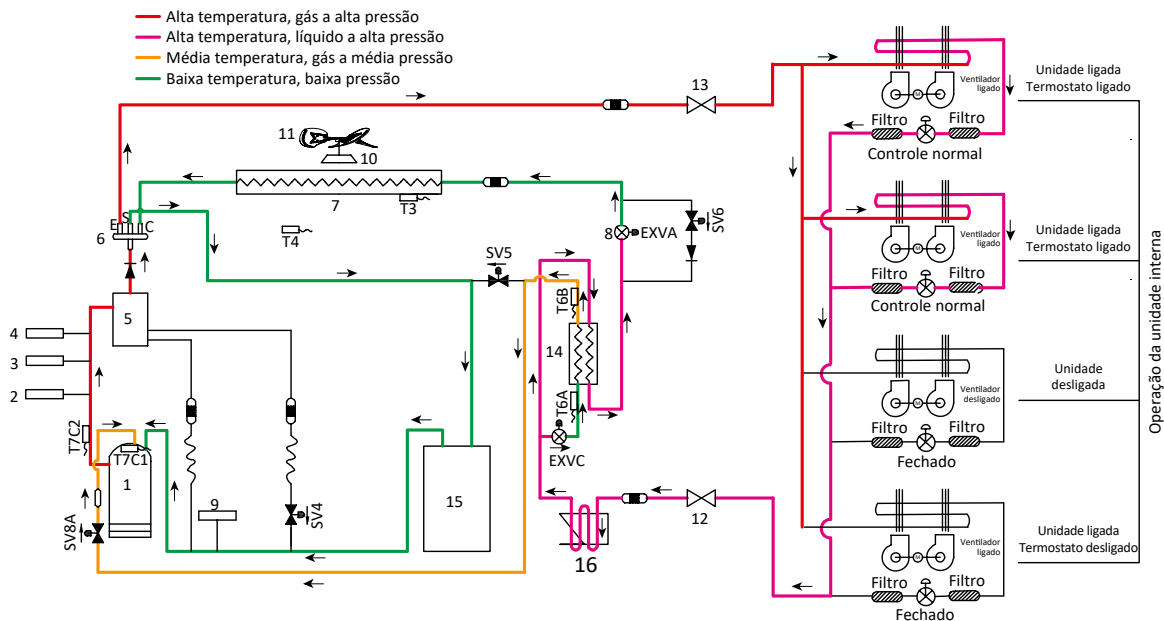 Alta temperatura, gás a alta pressão
Alta temperatura, líquido a alta pressão
Média temperatura, gás a média pressão
Baixa temperatura, baixa pressão
13
11
10
7
T3
T4
E
S
C
6
8
EXVA
SV6
SV5
T6B
14
T6A
EXVC
5
4
3
2
T7C2
T7C1
1
SV8A
9
SV4
15
16
12
Ventilador
ligado
M
Filtro
Filtro
Controle normal
Unidade ligada
Termostato ligado
Ventilador
ligado
M
Filtro
Filtro
Controle normal
Unidade ligada
Termostato ligado
Ventilador
desligado
M
Filtro
Filtro
Fechado
Unidade
desligada
Ventilador
ligado
M
Filtro
Filtro
Fechado
Unidade ligada
Termostato desligado
Operação da unidade interna